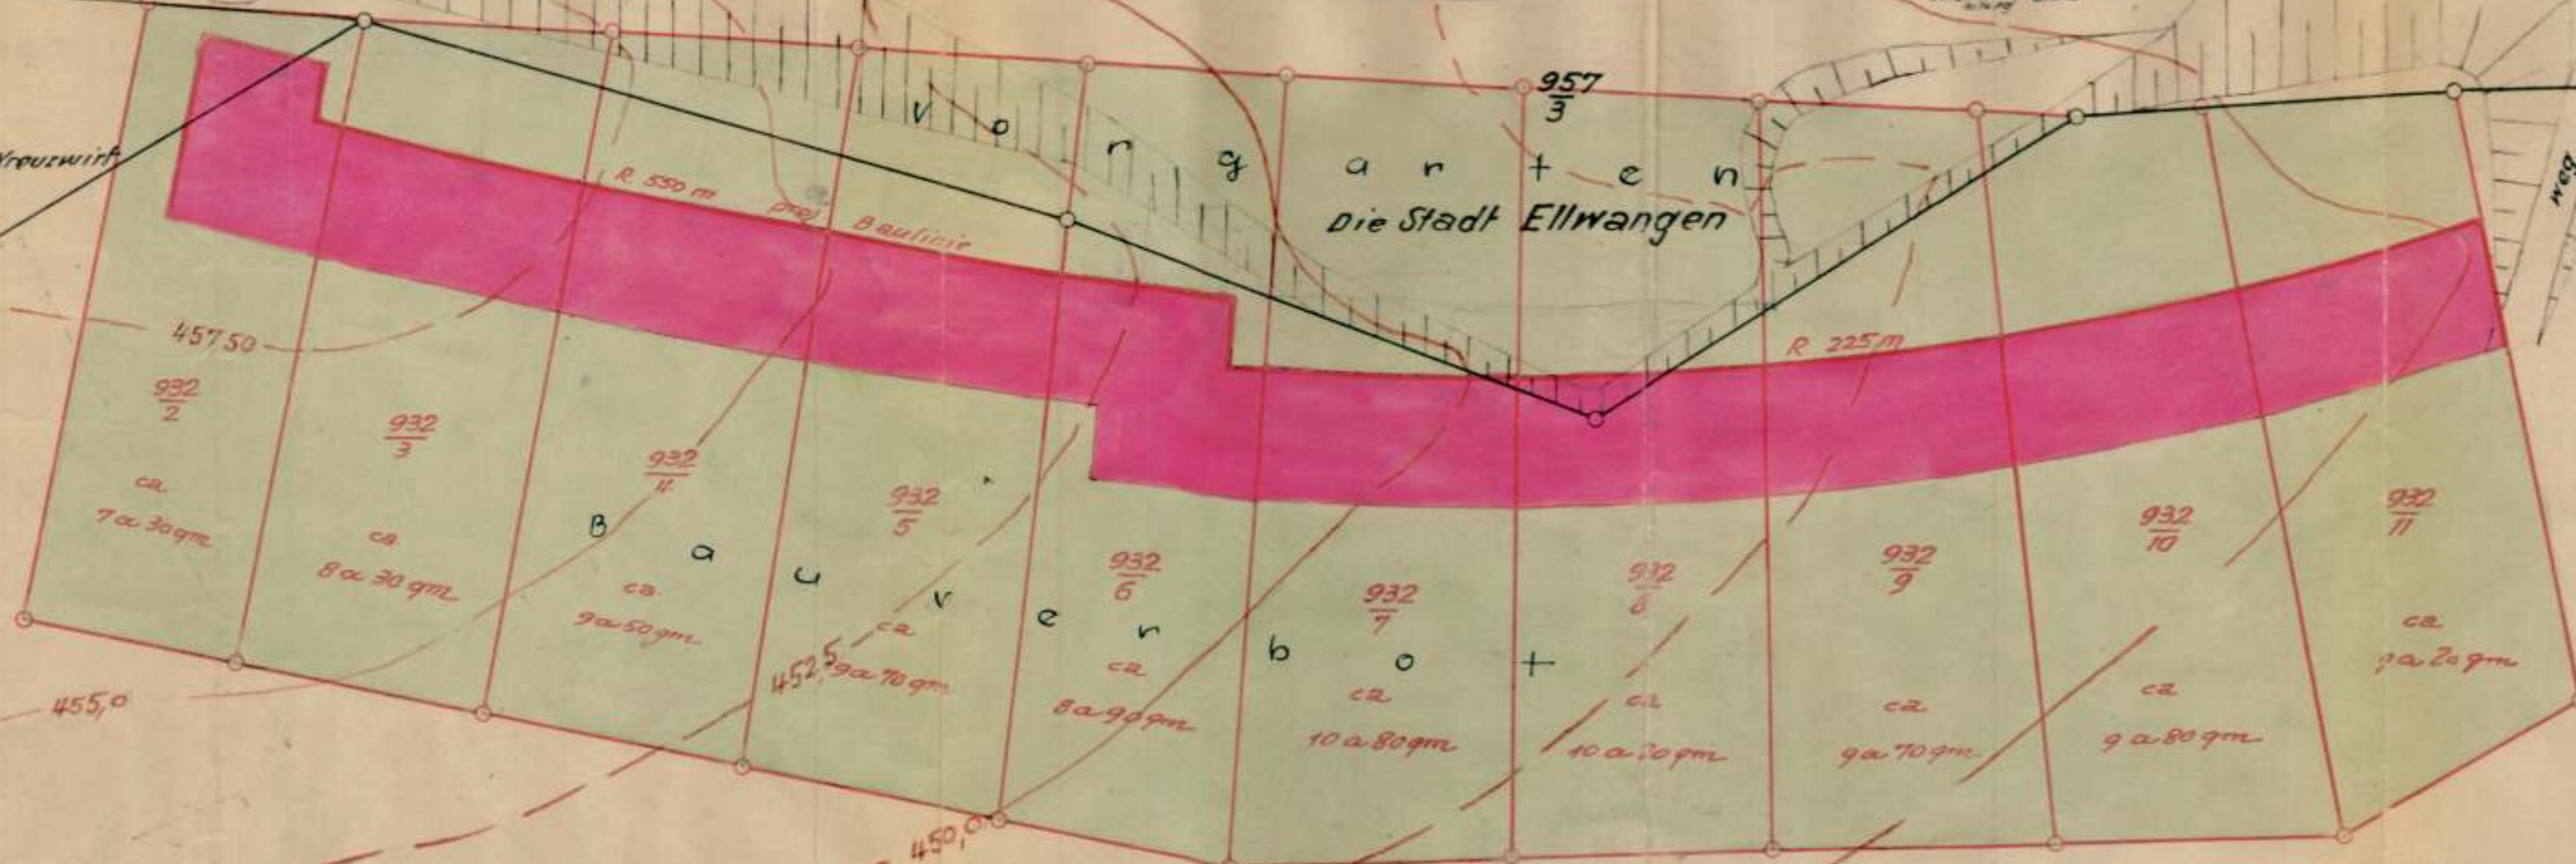 957
3
Vorgarten
Kreuzwirt
Die Stadt Ellwangen
Weg
R 550 m proj. Baulinie
R 225 m
457,50
932
2
ca
7 a 30 qm
932
3
ca
8 a 30 qm
932
4
ca
9 a 50 qm
932
5
ca
9 a 70 qm
932
6
ca
8 a 90 qm
932
7
ca
10 a 80 qm
932
8
ca
10 a qm
932
9
ca
9 a 70 qm
932
10
ca
9 a 80 qm
932
11
ca
a 20 qm
Bauverbot
452,5
455,0
450,0